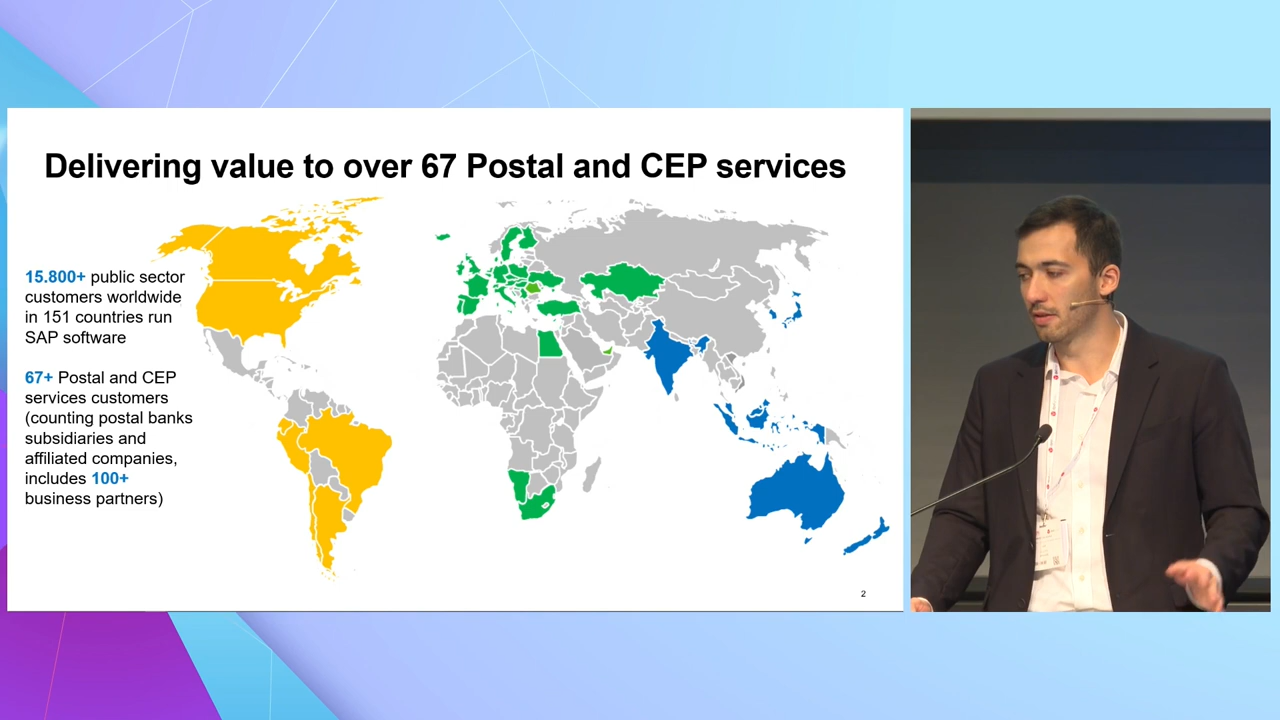 Delivering value to over 67 Postal and CEP services
15.800+ public sector
customers worldwide
in 151 countries run
SAP software
67+ Postal and CEP
services customers
(counting postal banks
subsidiaries and
affiliated companies,
includes 100+
business partners)
2